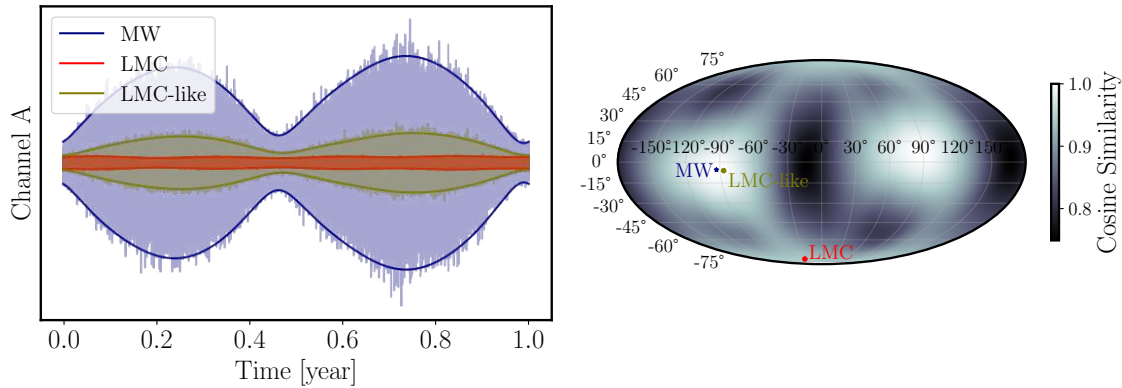 MW
LMC
LMC-like
Channel A
0.0 0.2 0.4 0.6 0.8 1.0
Time [year]
75°
60°
45°
30°
15°
0°
-15°
-30°
-45°
-60°
-75°
-150°-120°-90° -60° -30° 0° 30° 60° 90° 120° 150°
MW
LMC-like
LMC
1.0
0.9
0.8
Cosine Similarity